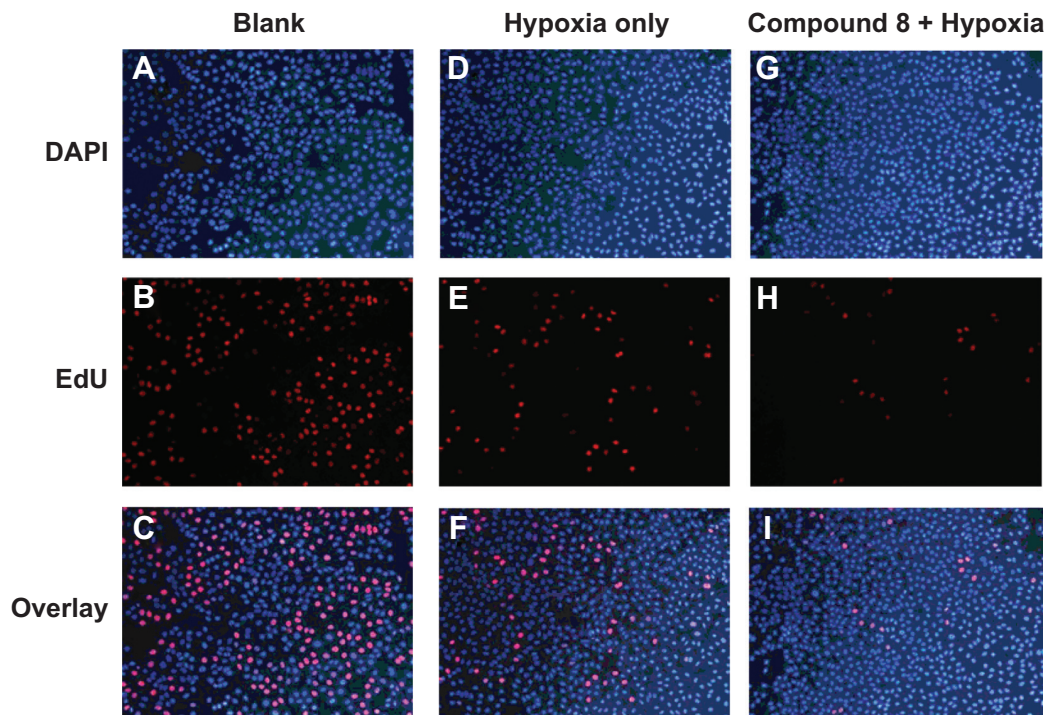 Blank Hypoxia only Compound 8 + Hypoxia
DAPI
A D G
EdU
B E H
Overlay
C F I